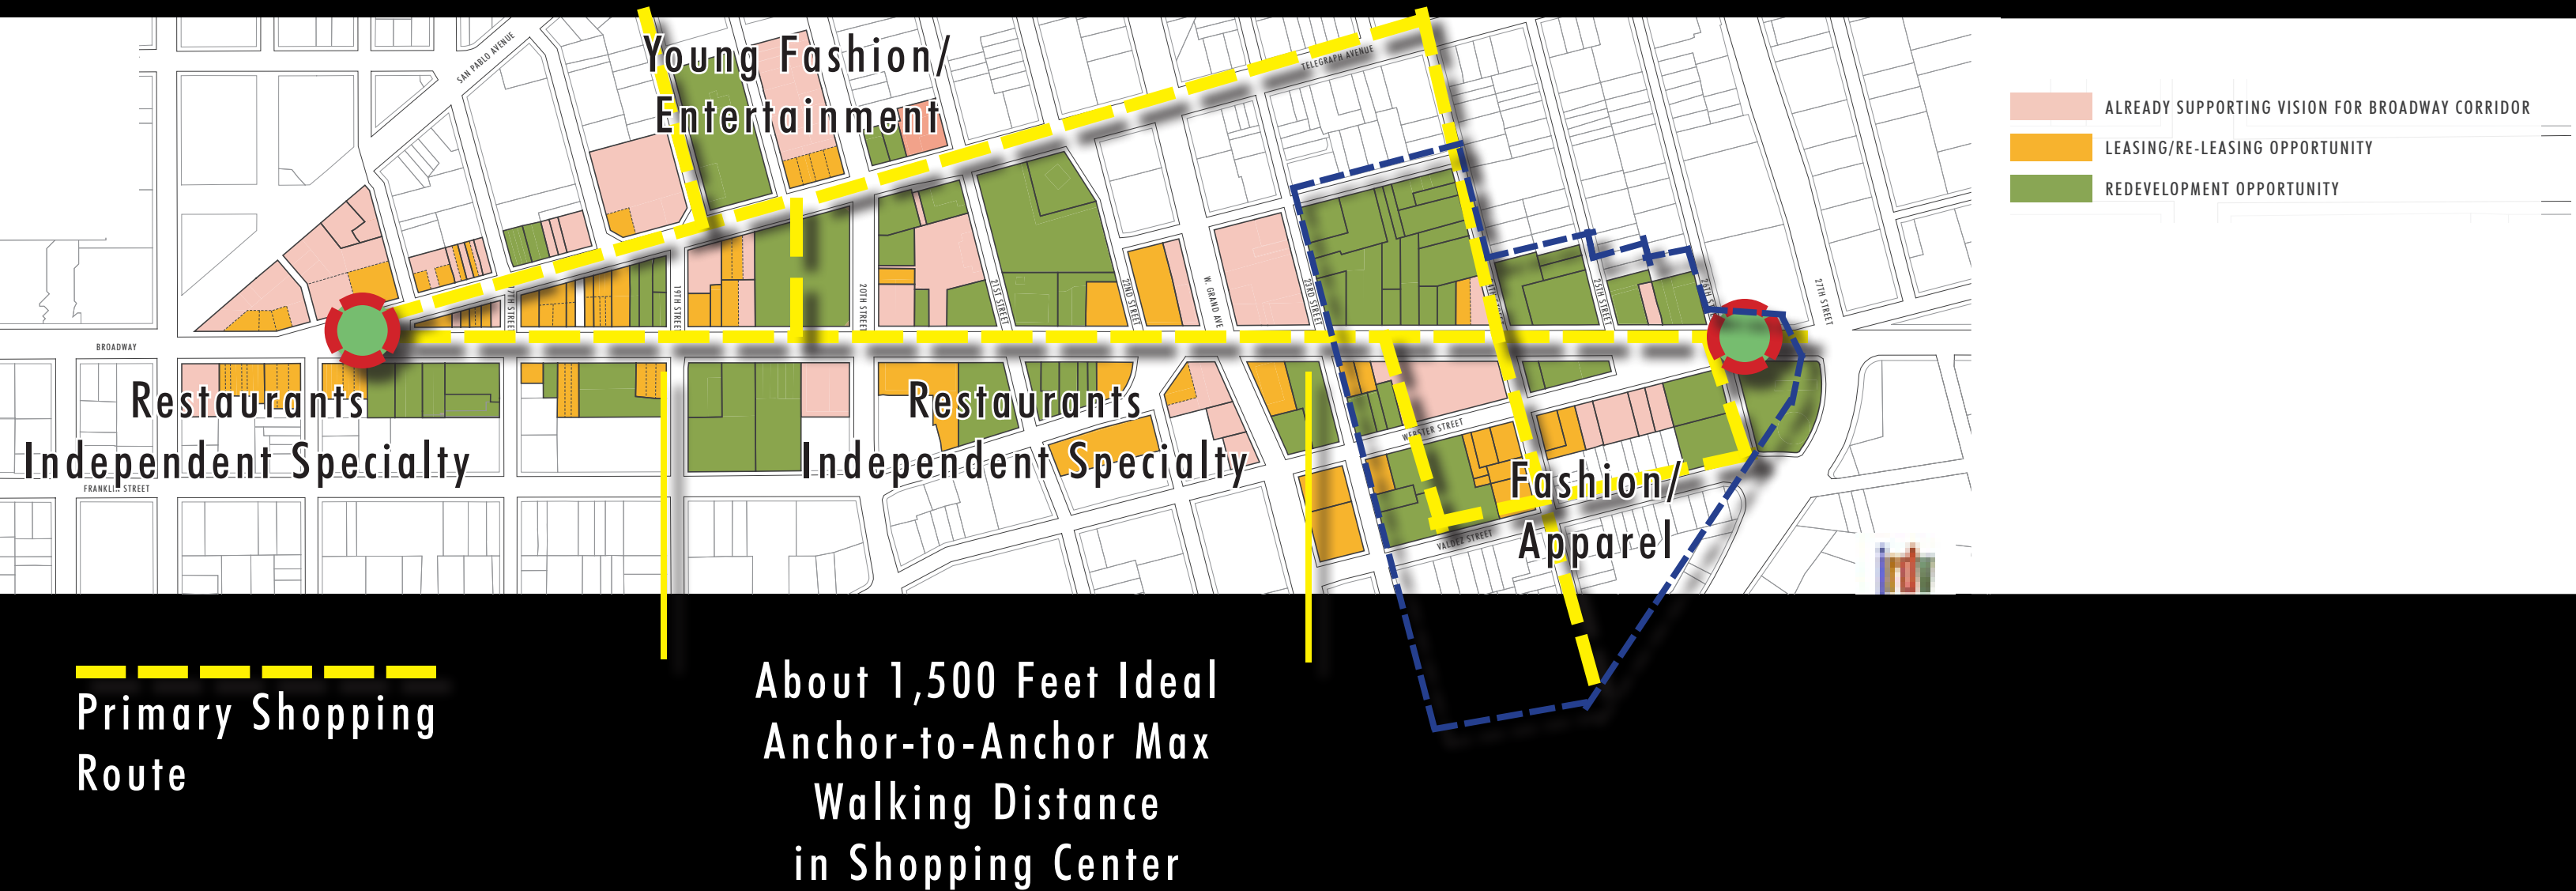 SAN PABLO AVENUE
Young Fashion/
Entertainment
TELEGRAPH AVENUE
ALREADY SUPPORTING VISION FOR BROADWAY CORRIDOR
LEASING/RE-LEASING OPPORTUNITY
REDEVELOPMENT OPPORTUNITY
17TH STREET
19TH STREET
20TH STREET
21ST STREET
22ND STREET
W. GRAND AVE
23RD STREET
25TH STREET
27TH STREET
BROADWAY
Restaurants
Independent Specialty
FRANKLIN STREET
Restaurants
Independent Specialty
WEBSTER STREET
Fashion/
Apparel
VALDEZ STREET
Primary Shopping
Route
About 1,500 Feet Ideal
Anchor-to-Anchor Max
Walking Distance
in Shopping Center